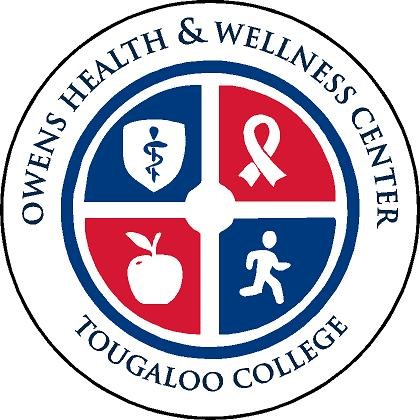 OWENS HEALTH & WELLNESS CENTER
TOUGALOO COLLEGE